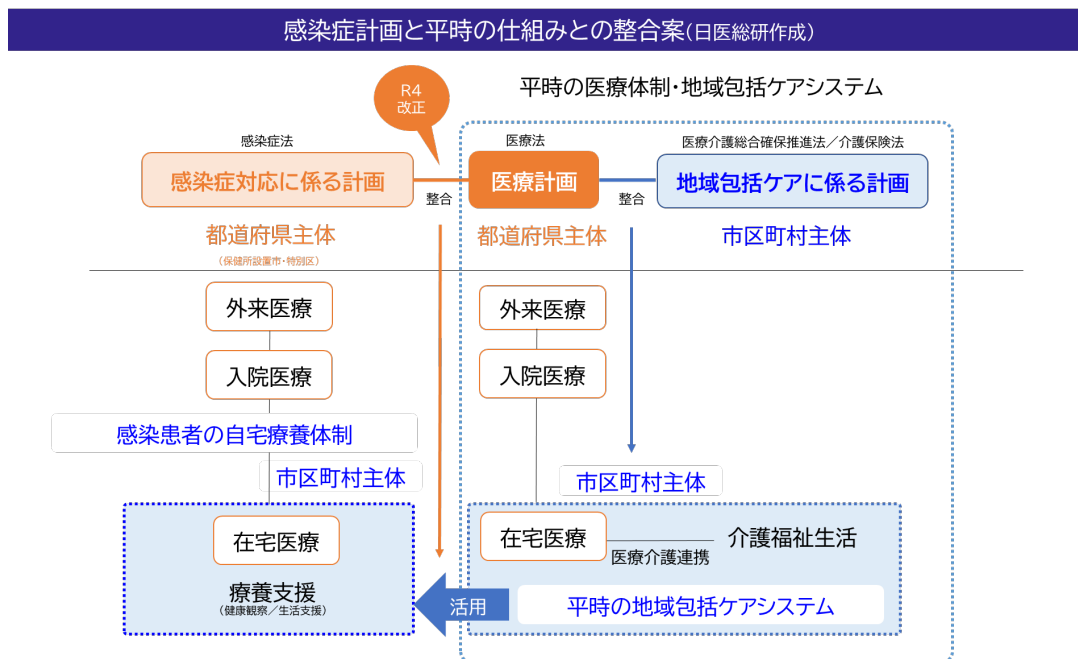 感染症計画と平時の仕組みとの整合案(日医総研作成)
R4
改正
平時の医療体制・地域包括ケアシステム
感染症法
医療法
医療介護総合確保推進法／介護保険法
感染症対応に係る計画
整合
医療計画
整合
地域包括ケアに係る計画
都道府県主体
(保健所設置市・特別区)
都道府県主体
市区町村主体
外来医療
入院医療
感染患者の自宅療養体制
市区町村主体
在宅医療
療養支援
(健康観察／生活支援)
外来医療
入院医療
市区町村主体
在宅医療
医療介護連携
介護福祉生活
活用
平時の地域包括ケアシステム